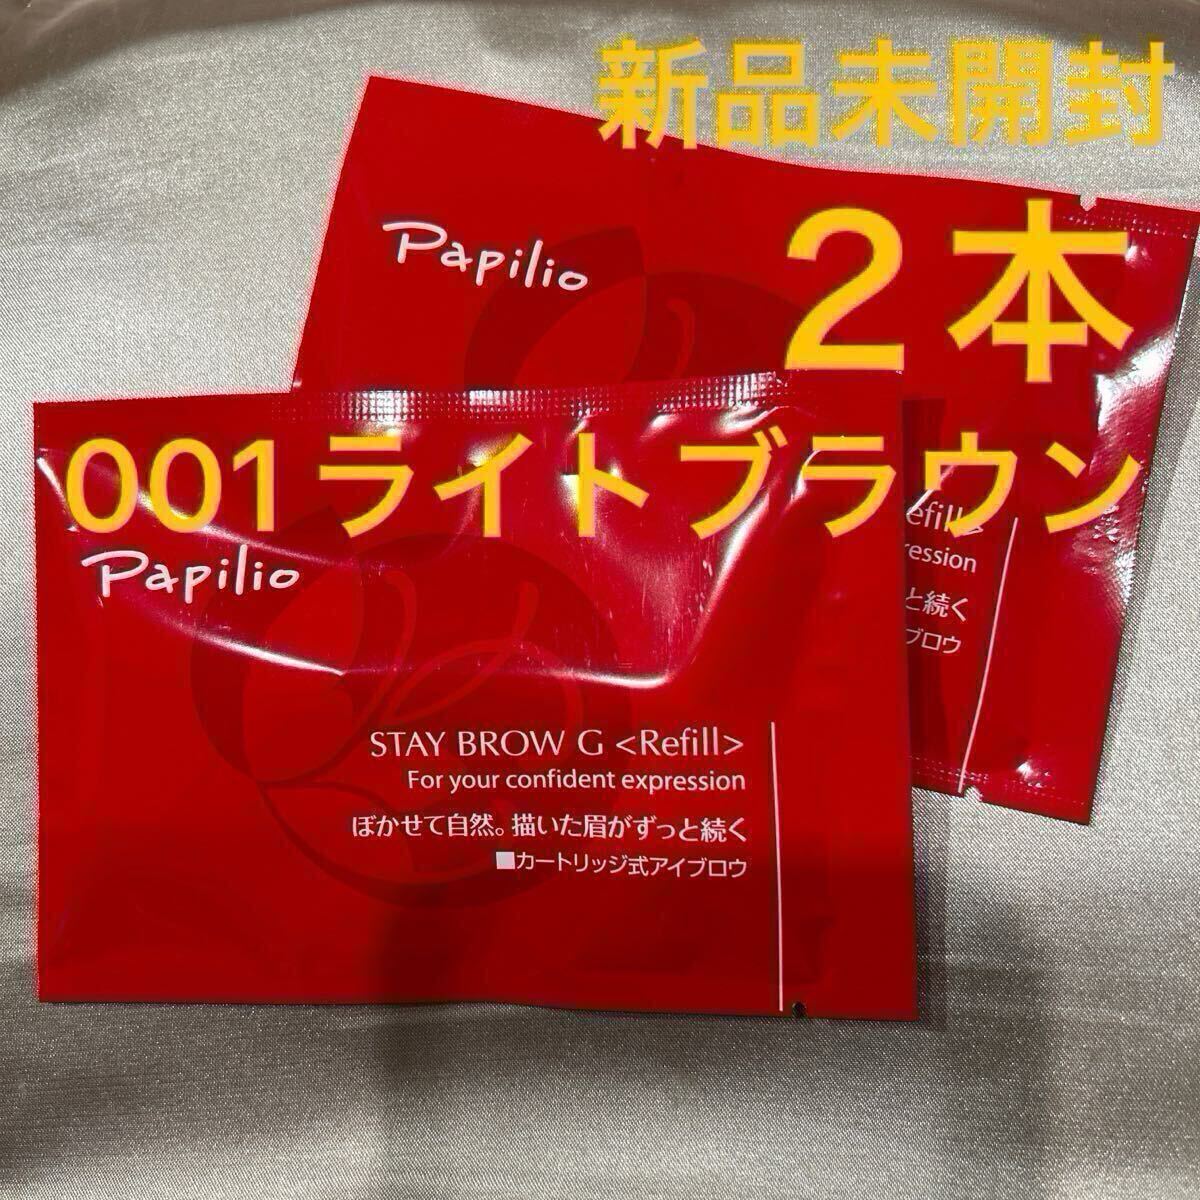 新品未開封
Papilio
2本
001ライトブラウン
Papilio
efill>
ression
と続く
ブロウ
STAY BROW G <Refill>
For your confident expression
ぼかせて自然。描いた眉がずっと続く
■カートリッジ式アイブロウ